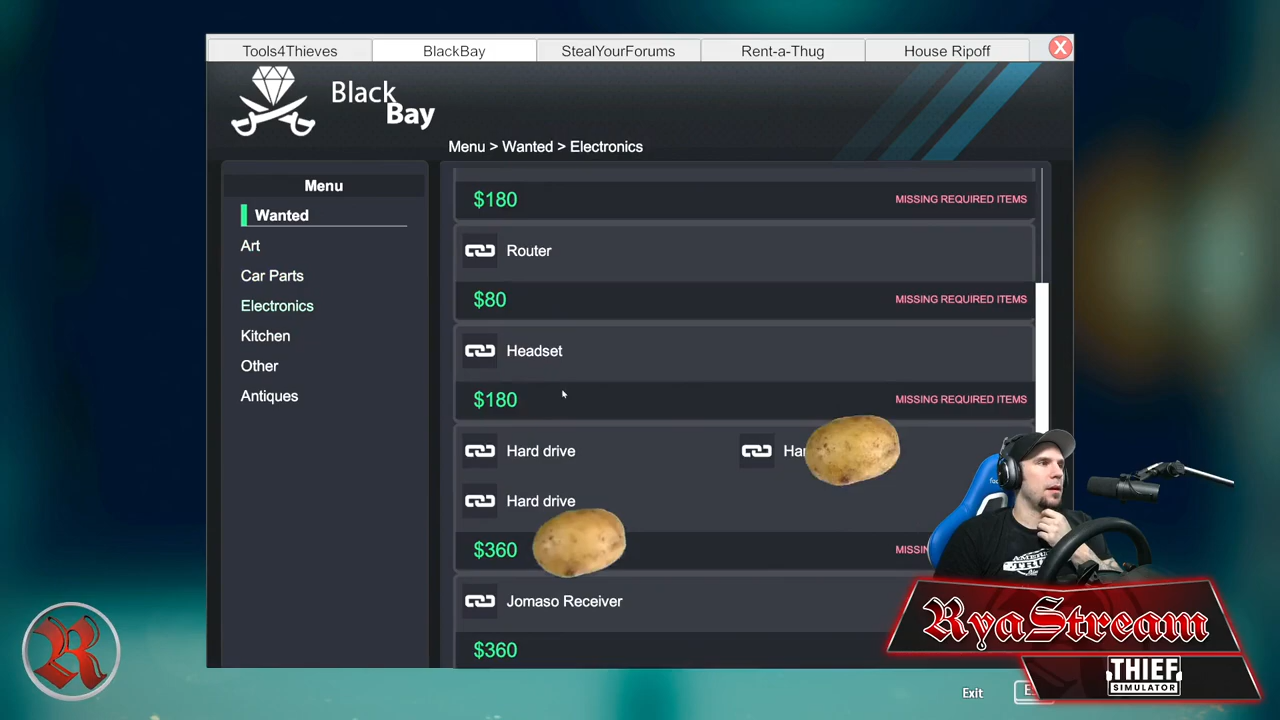 Tools4Thieves
BlackBay
StealYourForums
Rent-a-Thug
House Ripoff
X
Black
Bay
Menu > Wanted > Electronics
Menu
Wanted
Art
Car Parts
Electronics
Kitchen
Other
Antiques
$180
MISSING REQUIRED ITEMS
Router
$80
MISSING REQUIRED ITEMS
Headset
$180
MISSING REQUIRED ITEMS
Hard drive
Hard drive
$360
Jomaso Receiver
$360
RyaStream
THIEF
SIMULATOR
Exit
R